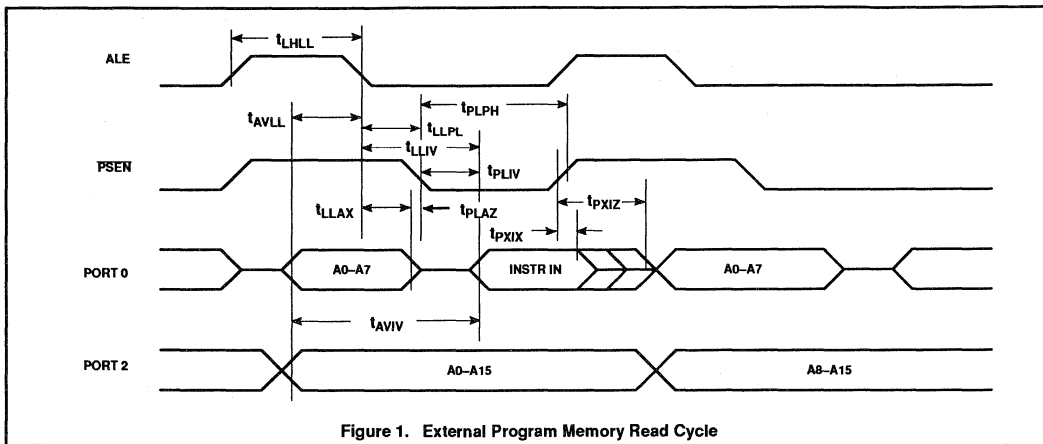 tLHLL
ALE
tPLPH
tAVLL
tLLPL
tLLIV
PSEN
tPLIV
tLLAX
tPLAZ
tPXIZ
tPXIX
PORT 0
A0–A7
INSTR IN
A0–A7
tAVIV
PORT 2
A0–A15
A8–A15
Figure 1. External Program Memory Read Cycle